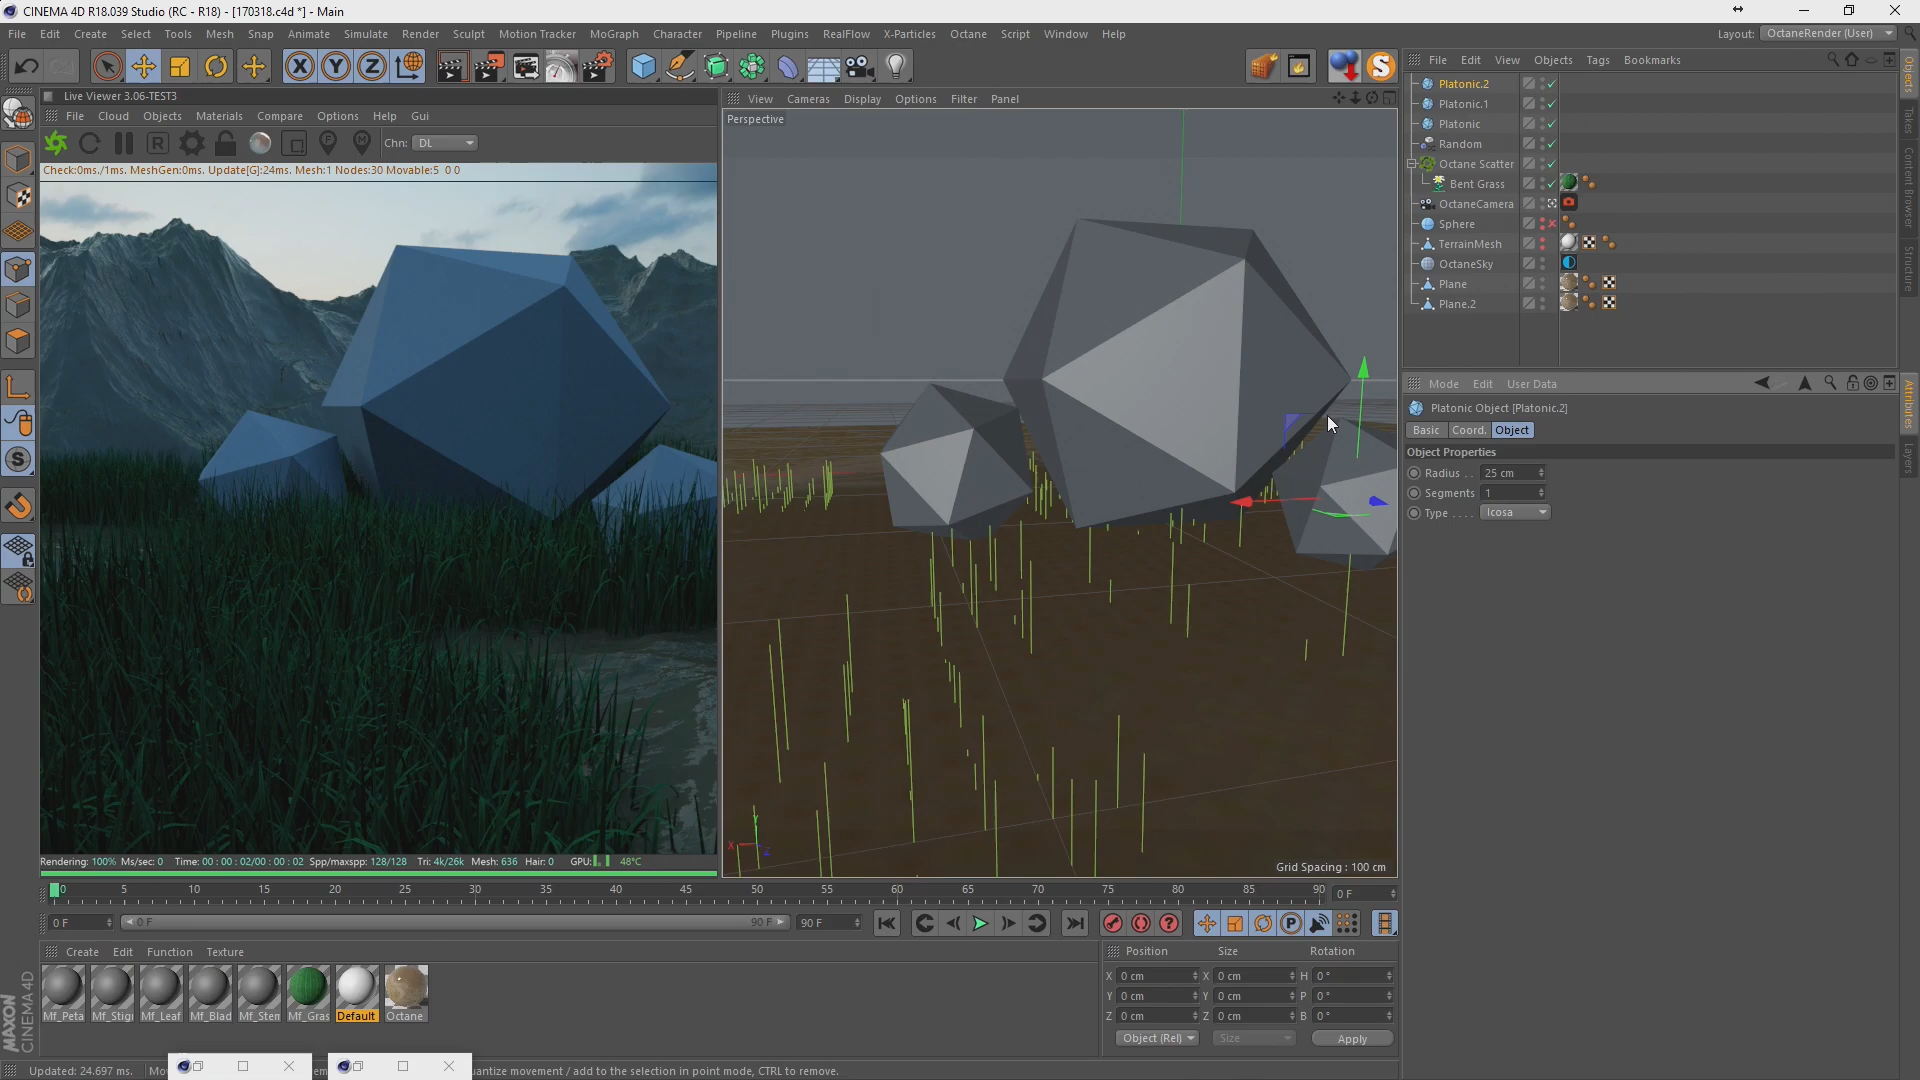 CINEMA 4D R18.039 Studio (RC - R18) - [170318.c4d *] - Main
File Edit Create Select Tools Mesh Snap Animate Simulate Render Sculpt Motion Tracker MoGraph Character Pipeline Plugins RealFlow X-Particles Octane Script Window Help
Layout: OctaneRender (User)
Live Viewer 3.06-TEST3
File Cloud Objects Materials Compare Options Help Gui
Chn: DL
Check:0ms./1ms. MeshGen:0ms. Update[G]:24ms. Mesh:1 Nodes:30 Movable:5 0 0
Rendering: 100% Ms/sec: 0 Time: 00 : 00 : 02/00 : 00 : 02 Spp/maxspp: 128/128 Tri: 4k/26k Mesh: 636 Hair: 0 GPU: 48°C
View Cameras Display Options Filter Panel
Perspective
Grid Spacing : 100 cm
File Edit View Objects Tags Bookmarks
Platonic.2
Platonic.1
Platonic
Random
Octane Scatter
Bent Grass
OctaneCamera
Sphere
TerrainMesh
OctaneSky
Plane
Plane.2
Objects
Takes
Content Browser
Structure
Mode Edit User Data
Platonic Object [Platonic.2]
Basic Coord. Object
Object Properties
Radius . . 25 cm
Segments 1
Type . . . . Icosa
Attributes
Layers
0 5 10 15 20 25 30 35 40 45 50 55 60 65 70 75 80 85 90 0 F
0 F 0 F 90 F 90 F
Create Edit Function Texture
Mf_Peta Mf_Stigi Mf_Leaf Mf_Blad Mf_Sten Mf_Gras Default Octane
Position Size Rotation
X 0 cm X 0 cm H 0 °
Y 0 cm Y 0 cm P 0 °
Z 0 cm Z 0 cm B 0 °
Object (Rel) Size Apply
MAXON
CINEMA 4D
Updated: 24.697 ms.
uantize movement / add to the selection in point mode, CTRL to remove.